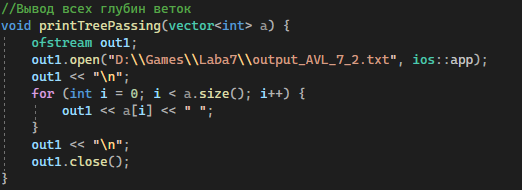 //Вывод всех глубин веток
void printTreePassing(vector<int> a) {
    ofstream out1;
    out1.open("D:\\Games\\Laba7\\output_AVL_7_2.txt", ios::app);
    out1 << "\n";
    for (int i = 0; i < a.size(); i++) {
        out1 << a[i] << " ";
    }
    out1 << "\n";
    out1.close();
}